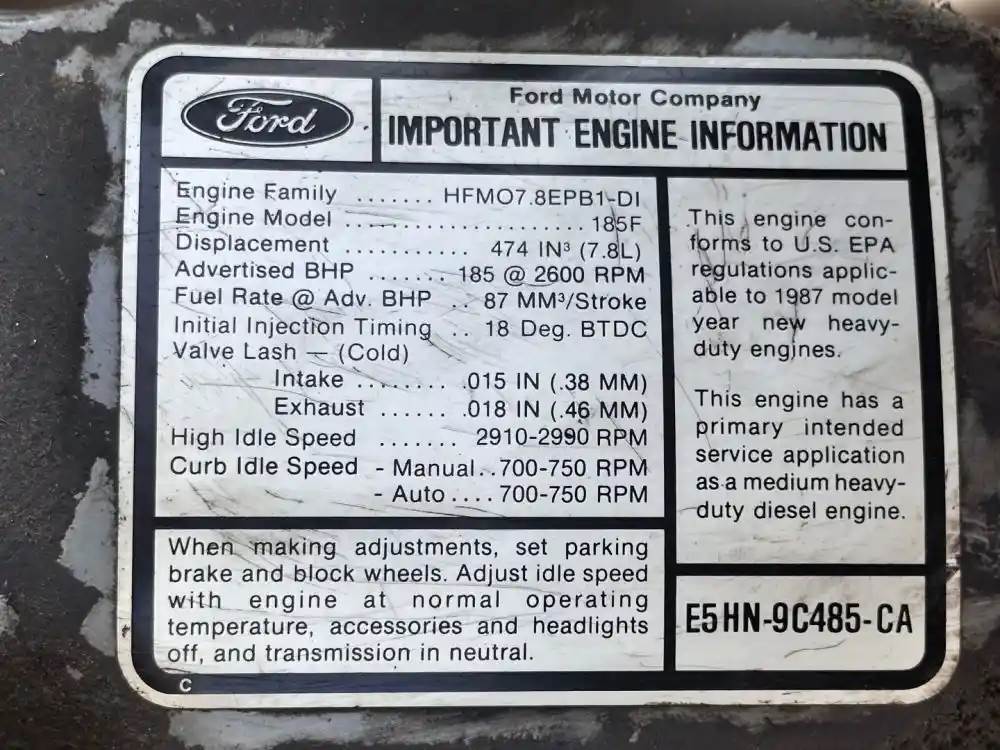 Ford
Ford Motor Company
IMPORTANT ENGINE INFORMATION
Engine Family ....... HFMO7.8EPB1-DI
Engine Model ..................... 185F
Displacement ............ 474 IN³ (7.8L)
Advertised BHP ....... 185 @ 2600 RPM
Fuel Rate @ Adv. BHP .. 87 MM³/Stroke
Initial Injection Timing .. 18 Deg. BTDC
Valve Lash — (Cold)
Intake ......... .015 IN (.38 MM)
Exhaust ...... .018 IN (.46 MM)
High Idle Speed ....... 2910-2990 RPM
Curb Idle Speed - Manual..700-750 RPM
- Auto .... 700-750 RPM
When making adjustments, set parking
brake and block wheels. Adjust idle speed
with engine at normal operating
temperature, accessories and headlights
off, and transmission in neutral.
This engine con-
forms to U.S. EPA
regulations applic-
able to 1987 model
year new heavy-
duty engines.
This engine has a
primary intended
service application
as a medium heavy-
duty diesel engine.
E5HN-9C485-CA
C